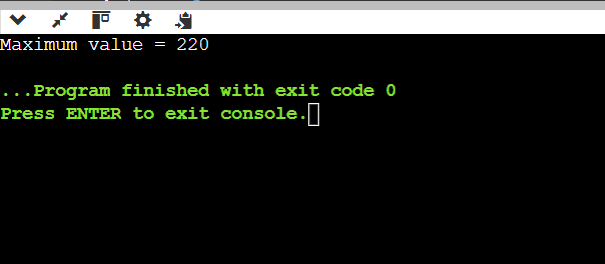 Maximum value = 220
...Program finished with exit code 0
Press ENTER to exit console.